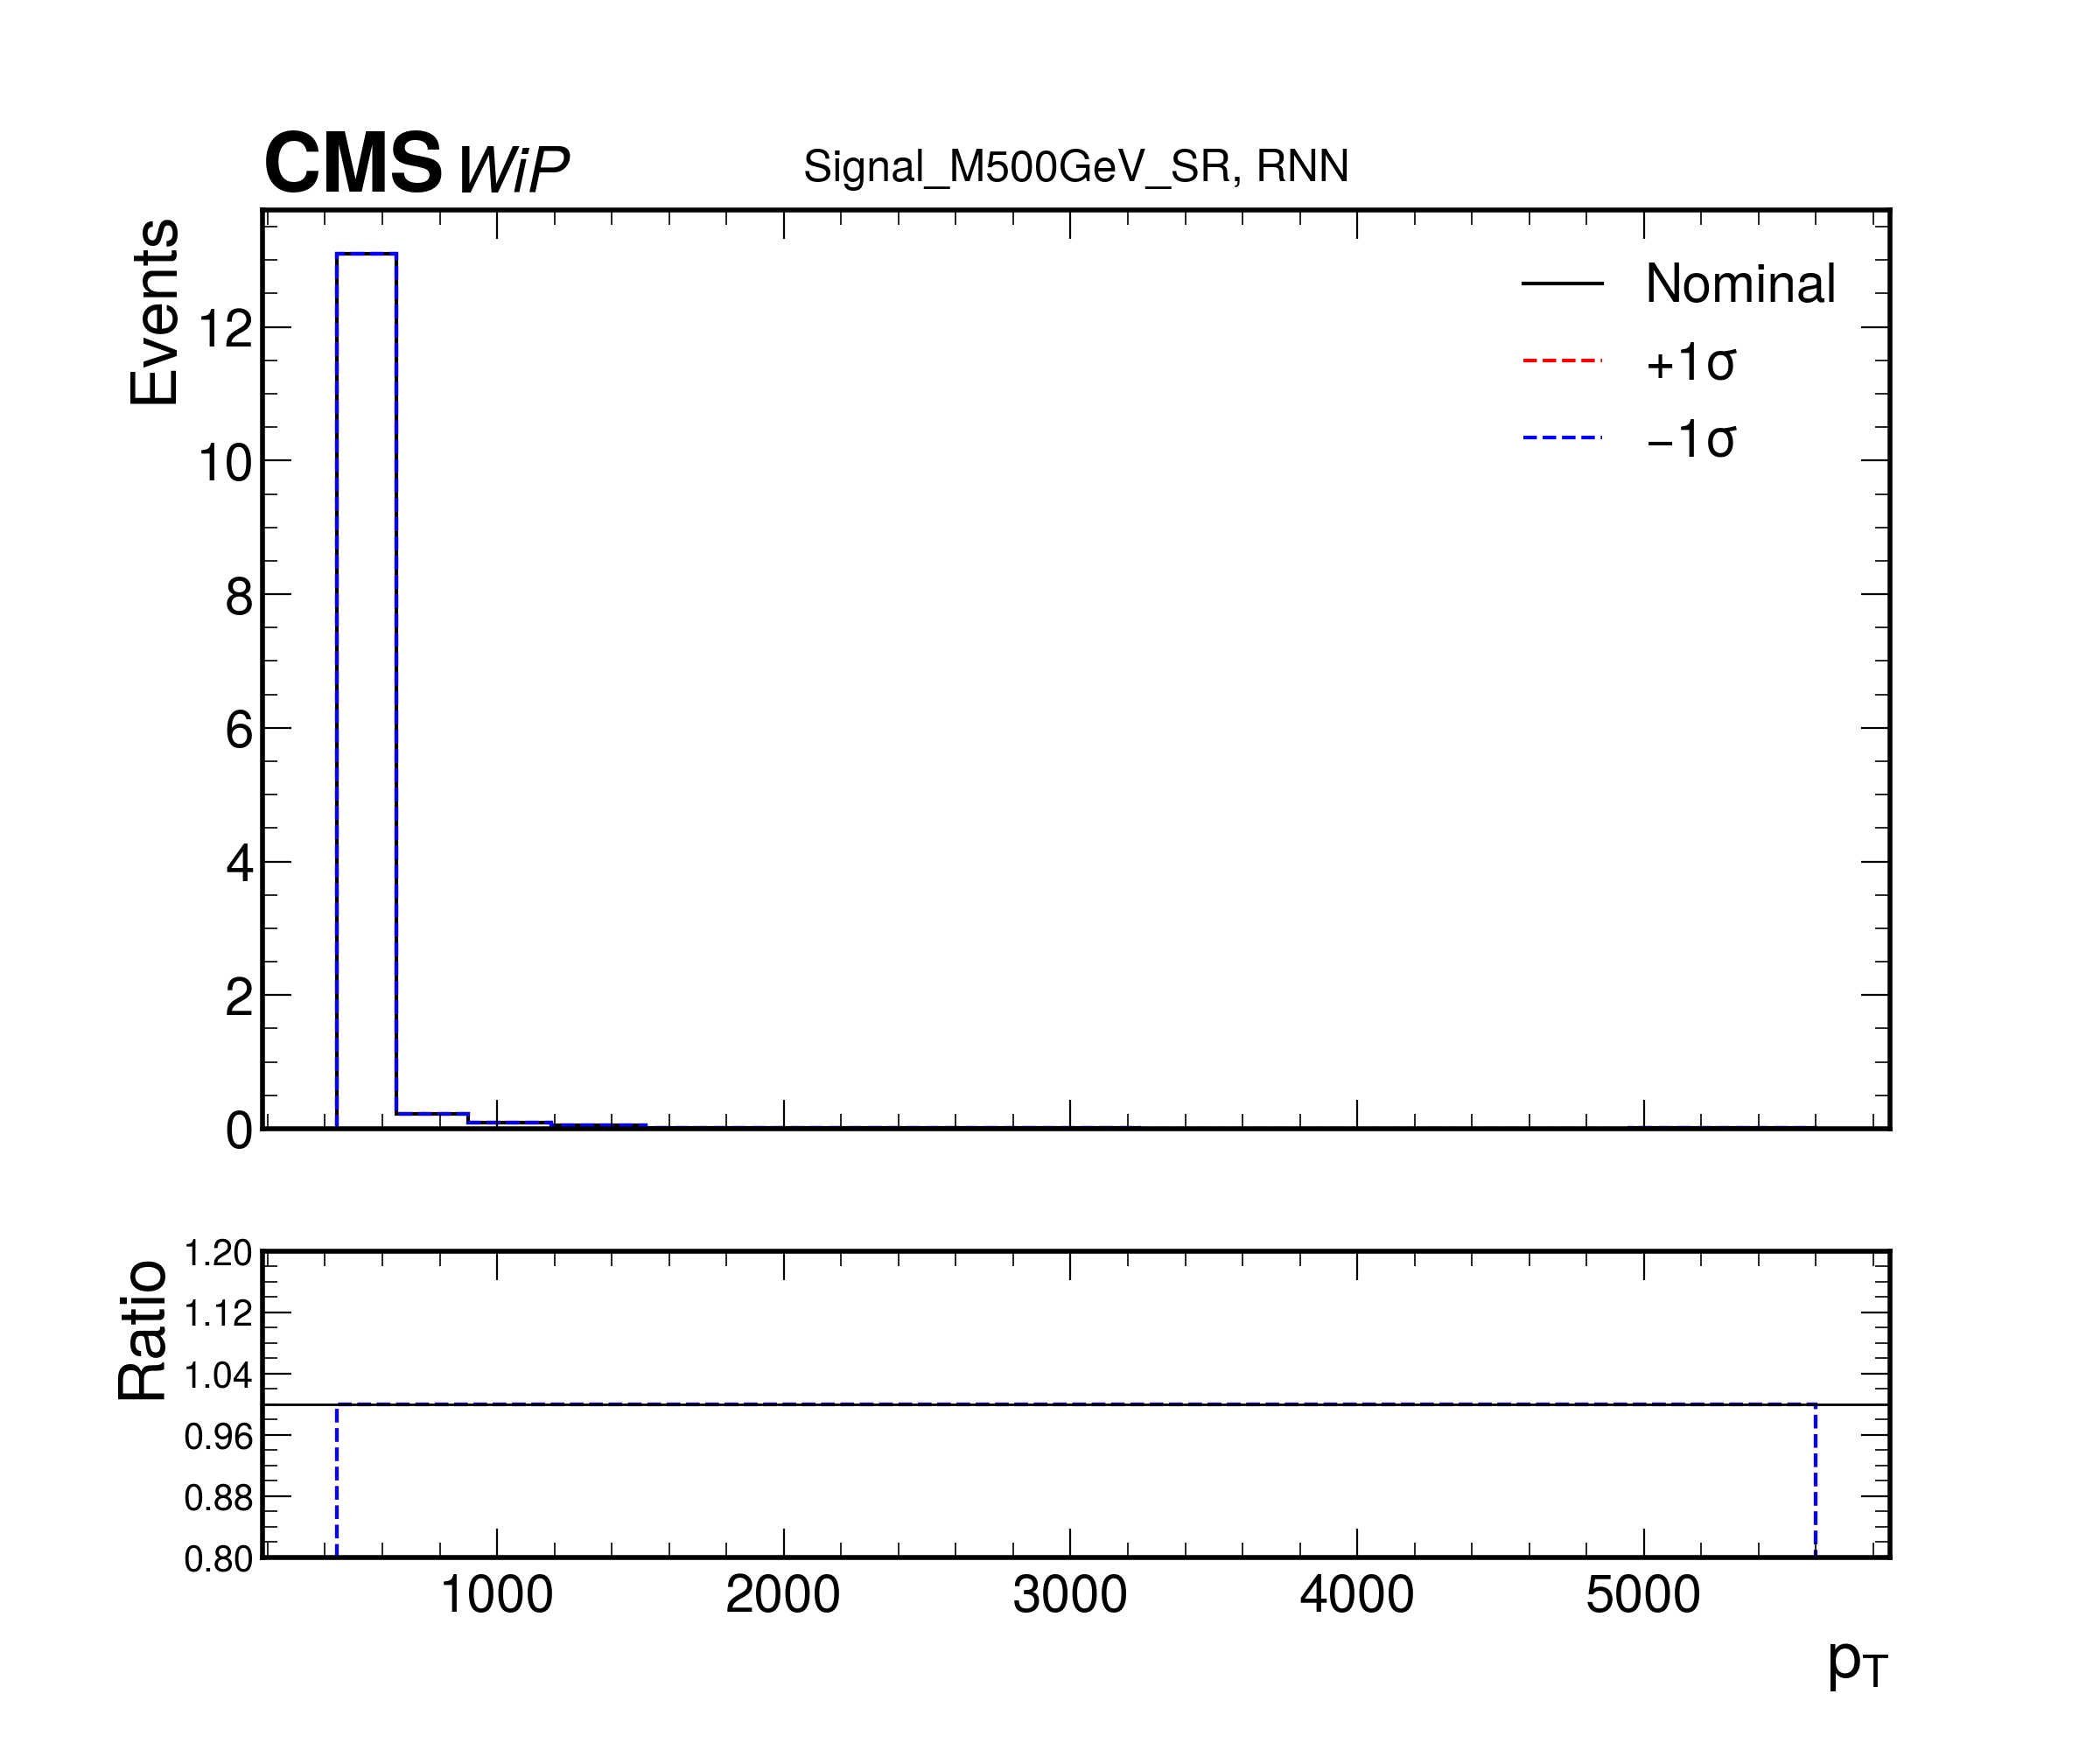 CMS WiP
Signal_M500GeV_SR, RNN
Events
12
10
8
6
4
2
0
Nominal
+1σ
−1σ
Ratio
1.20
1.12
1.04
0.96
0.88
0.80
1000 2000 3000 4000 5000
pT